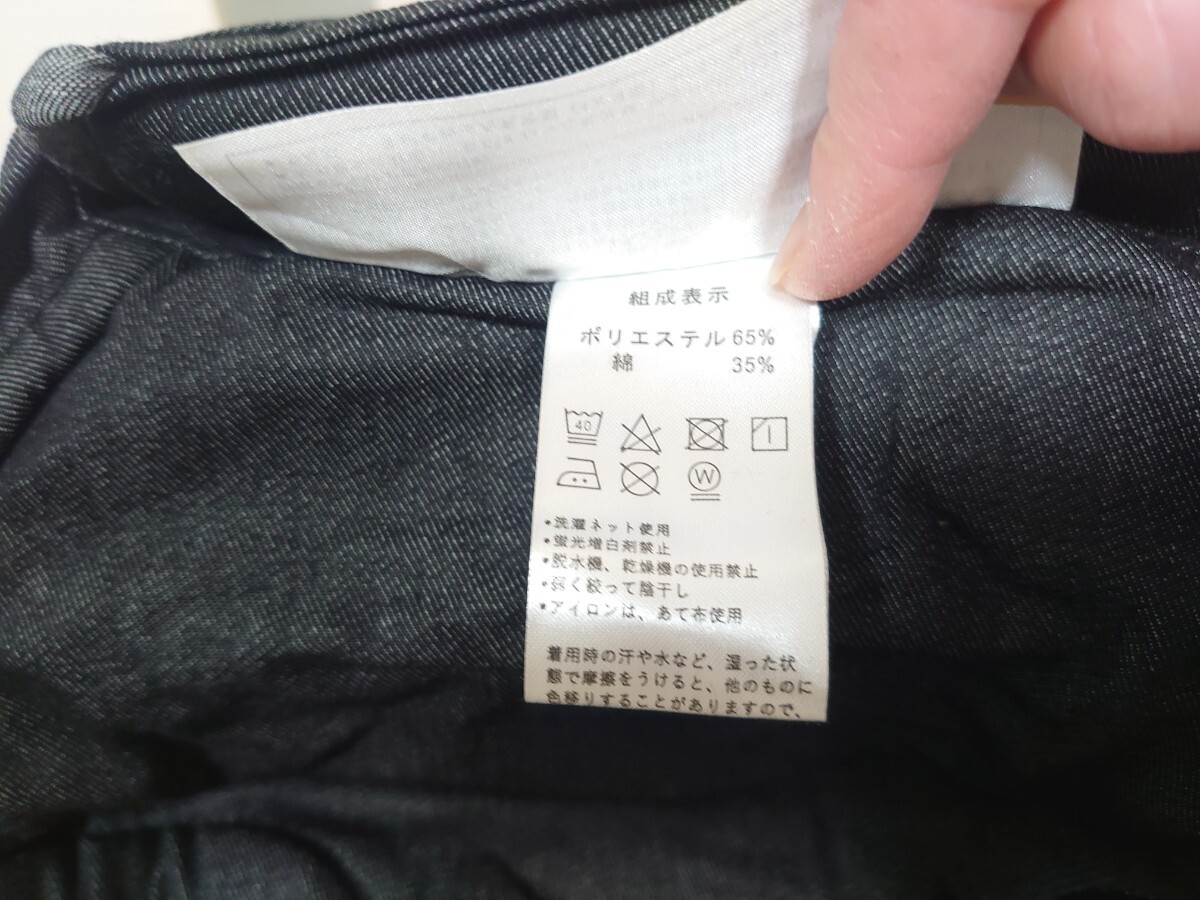 組成表示
ポリエステル 65%
綿 35%
40
W
•洗濯ネット使用
•蛍光増白剤禁止
•脱水機、乾燥機の使用禁止
•弱く絞って陰干し
•アイロンは、あて布使用
着用時の汗や水など、湿った状
態で摩擦をうけると、他のものに
色移りすることがありますので、